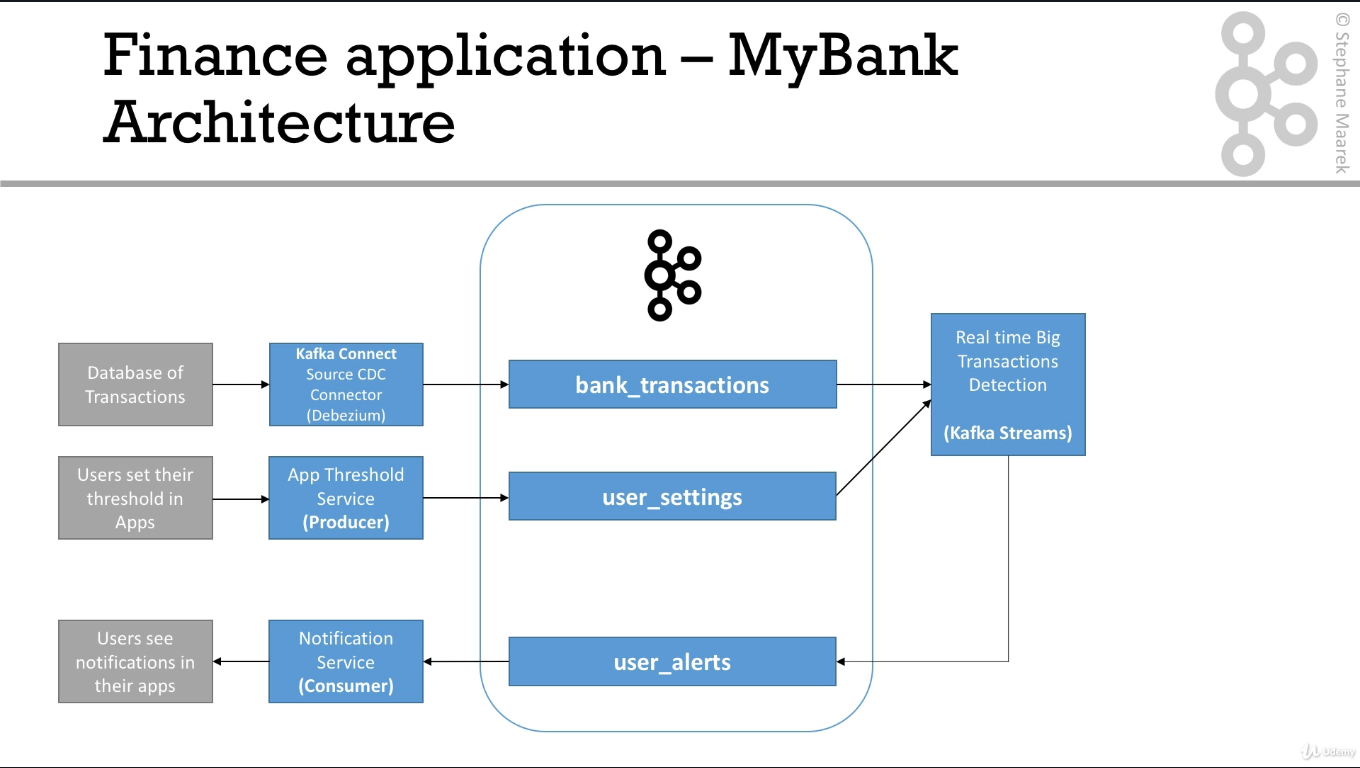 Finance application – MyBank
Architecture
© Stephane Maarek
Database of
Transactions
Kafka Connect
Source CDC
Connector
(Debezium)
bank_transactions
Real time Big
Transactions
Detection
(Kafka Streams)
Users set their
threshold in
Apps
App Threshold
Service
(Producer)
user_settings
Users see
notifications in
their apps
Notification
Service
(Consumer)
user_alerts
Udemy